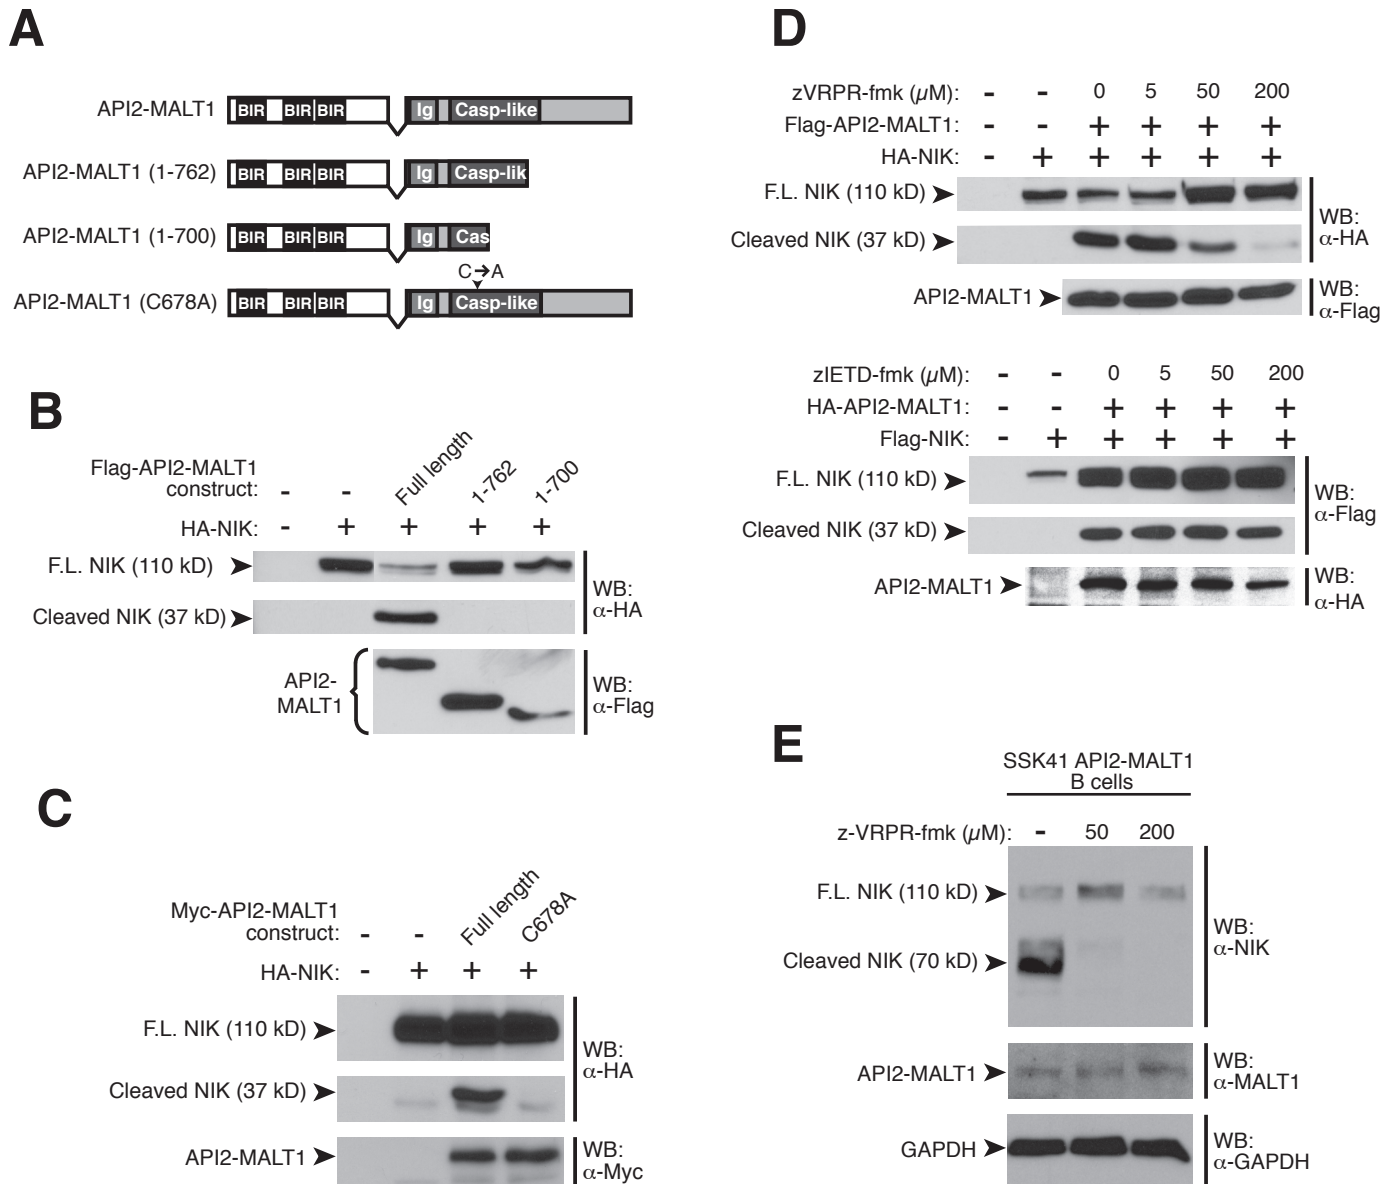 A
API2-MALT1 BIR BIR BIR Ig Casp-like
API2-MALT1 (1-762) BIR BIR BIR Ig Casp-lik
API2-MALT1 (1-700) BIR BIR BIR Ig Cas
C→A
API2-MALT1 (C678A) BIR BIR BIR Ig Casp-like
B
Flag-API2-MALT1
construct: - - Full length 1-762 1-700
HA-NIK: - + + + +
F.L. NIK (110 kD)
Cleaved NIK (37 kD)
WB:
α-HA
API2-
MALT1
WB:
α-Flag
C
Myc-API2-MALT1
construct: - - Full length C678A
HA-NIK: - + + +
F.L. NIK (110 kD)
Cleaved NIK (37 kD)
WB:
α-HA
API2-MALT1
WB:
α-Myc
D
zVRPR-fmk (µM): - - 0 5 50 200
Flag-API2-MALT1: - - + + + +
HA-NIK: - + + + + +
F.L. NIK (110 kD)
Cleaved NIK (37 kD)
WB:
α-HA
API2-MALT1
WB:
α-Flag
zIETD-fmk (µM): - - 0 5 50 200
HA-API2-MALT1: - - + + + +
Flag-NIK: - + + + + +
F.L. NIK (110 kD)
Cleaved NIK (37 kD)
WB:
α-Flag
API2-MALT1
WB:
α-HA
E
SSK41 API2-MALT1
B cells
z-VRPR-fmk (µM): - 50 200
F.L. NIK (110 kD)
Cleaved NIK (70 kD)
WB:
α-NIK
API2-MALT1
WB:
α-MALT1
GAPDH
WB:
α-GAPDH